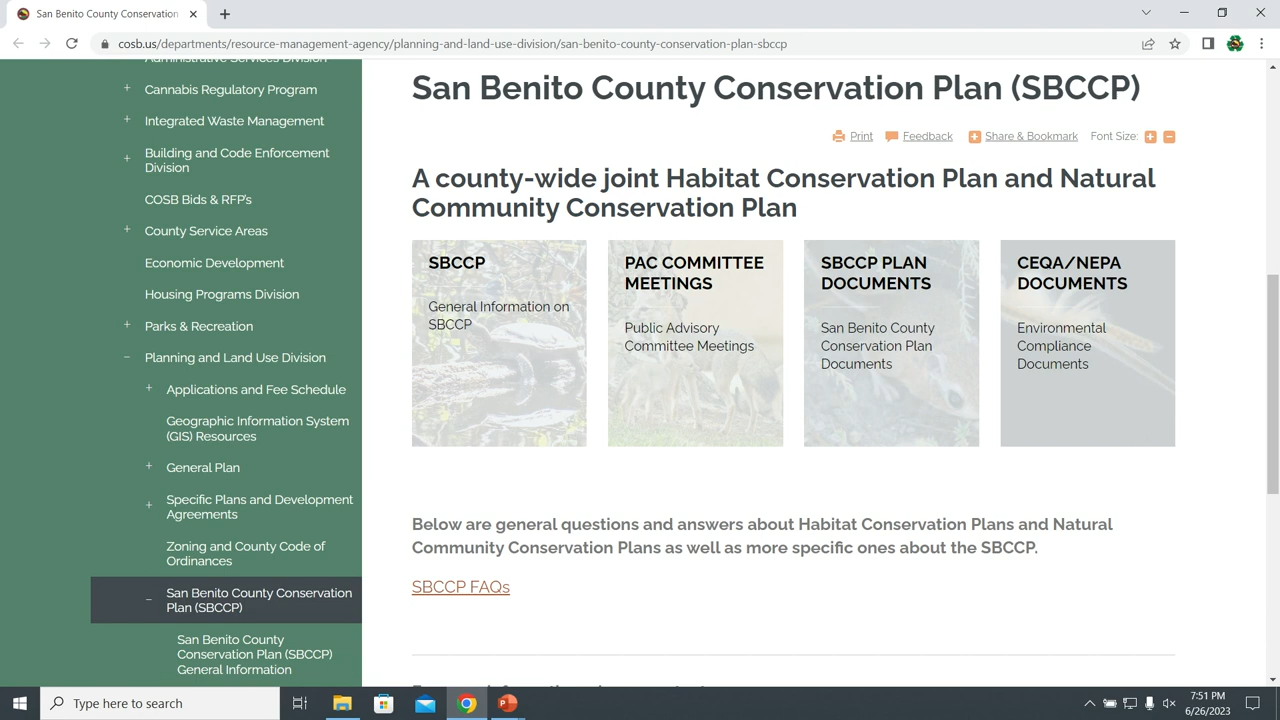 San Benito County Conservation
cosb.us/departments/resource-management-agency/planning-and-land-use-division/san-benito-county-conservation-plan-sbccp
Administrative Services Division
Cannabis Regulatory Program
Integrated Waste Management
Building and Code Enforcement
Division
COSB Bids & RFP's
County Service Areas
Economic Development
Housing Programs Division
Parks & Recreation
Planning and Land Use Division
Applications and Fee Schedule
Geographic Information System
(GIS) Resources
General Plan
Specific Plans and Development
Agreements
Zoning and County Code of
Ordinances
San Benito County Conservation
Plan (SBCCP)
San Benito County
Conservation Plan (SBCCP)
General Information
San Benito County Conservation Plan (SBCCP)
Print Feedback Share & Bookmark Font Size:
A county-wide joint Habitat Conservation Plan and Natural
Community Conservation Plan
SBCCP
General Information on
SBCCP
PAC COMMITTEE
MEETINGS
Public Advisory
Committee Meetings
SBCCP PLAN
DOCUMENTS
San Benito County
Conservation Plan
Documents
CEQA/NEPA
DOCUMENTS
Environmental
Compliance
Documents
Below are general questions and answers about Habitat Conservation Plans and Natural
Community Conservation Plans as well as more specific ones about the SBCCP.
SBCCP FAQs
Type here to search
7:51 PM
6/26/2023